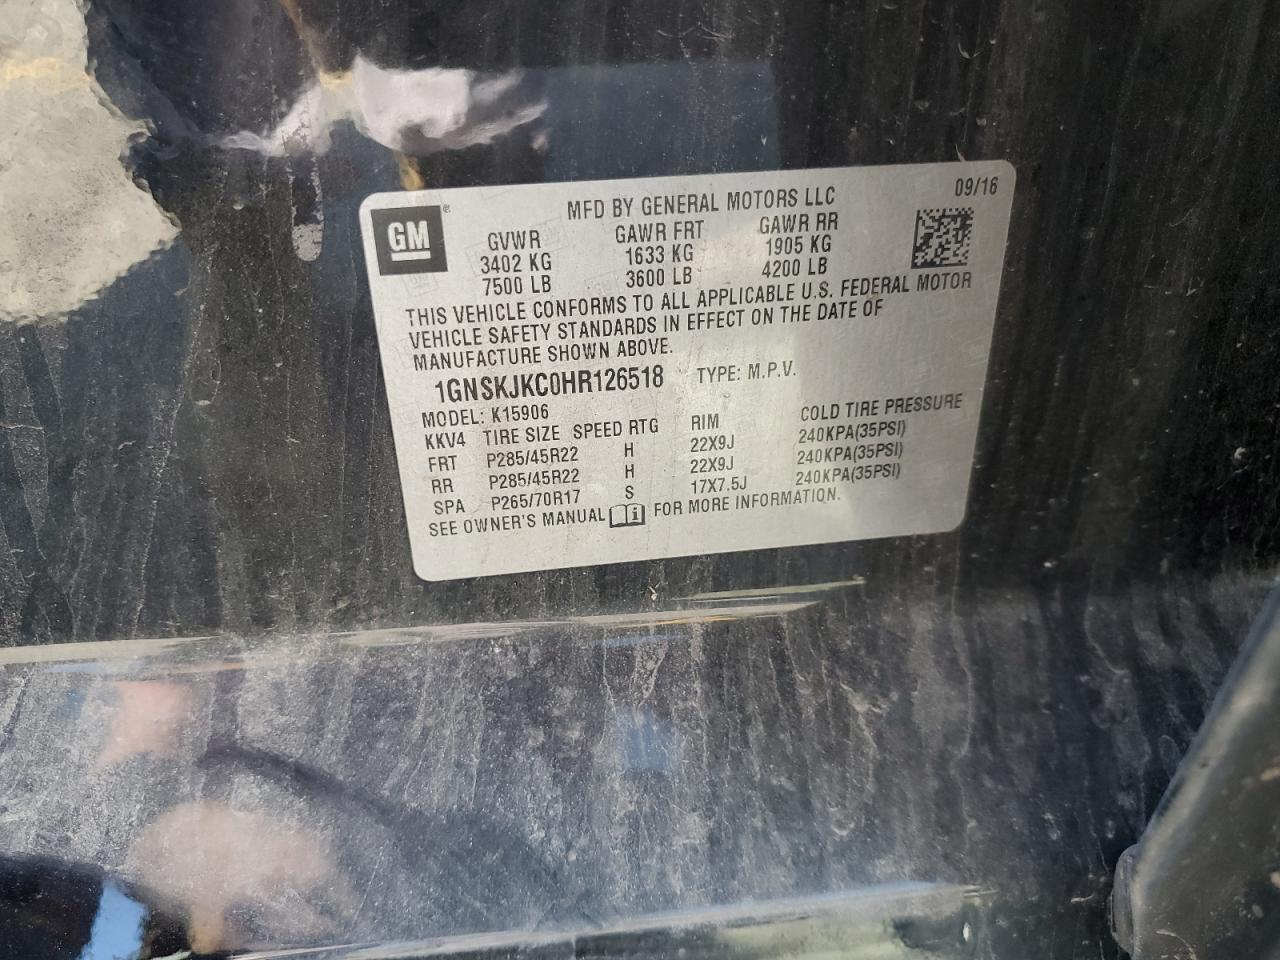 GM ®
MFD BY GENERAL MOTORS LLC 09/16
GVWR GAWR FRT GAWR RR
3402 KG 1633 KG 1905 KG
7500 LB 3600 LB 4200 LB
THIS VEHICLE CONFORMS TO ALL APPLICABLE U.S. FEDERAL MOTOR
VEHICLE SAFETY STANDARDS IN EFFECT ON THE DATE OF
MANUFACTURE SHOWN ABOVE.
1GNSKJKC0HR126518 TYPE: M.P.V.
MODEL: K15906
KKV4 TIRE SIZE SPEED RTG RIM COLD TIRE PRESSURE
FRT P285/45R22 H 22X9J 240KPA(35PSI)
RR P285/45R22 H 22X9J 240KPA(35PSI)
SPA P265/70R17 S 17X7.5J 240KPA(35PSI)
SEE OWNER'S MANUAL FOR MORE INFORMATION.